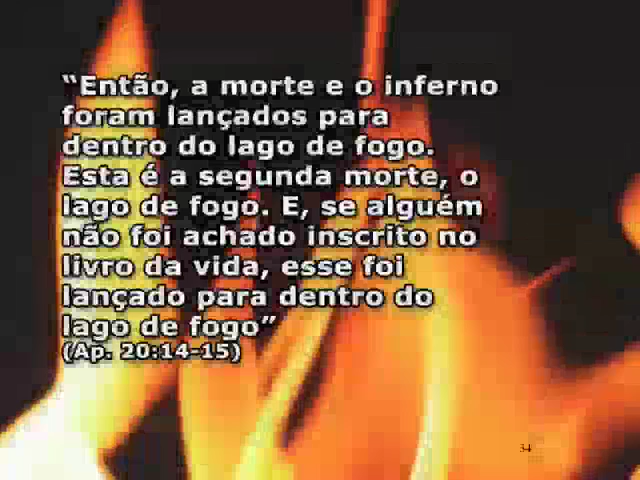 “Então, a morte e o inferno
foram lançados para
dentro do lago de fogo.
Esta é a segunda morte, o
lago de fogo. E, se alguém
não foi achado inscrito no
livro da vida, esse foi
lançado para dentro do
lago de fogo”
(Ap. 20:14-15)
34